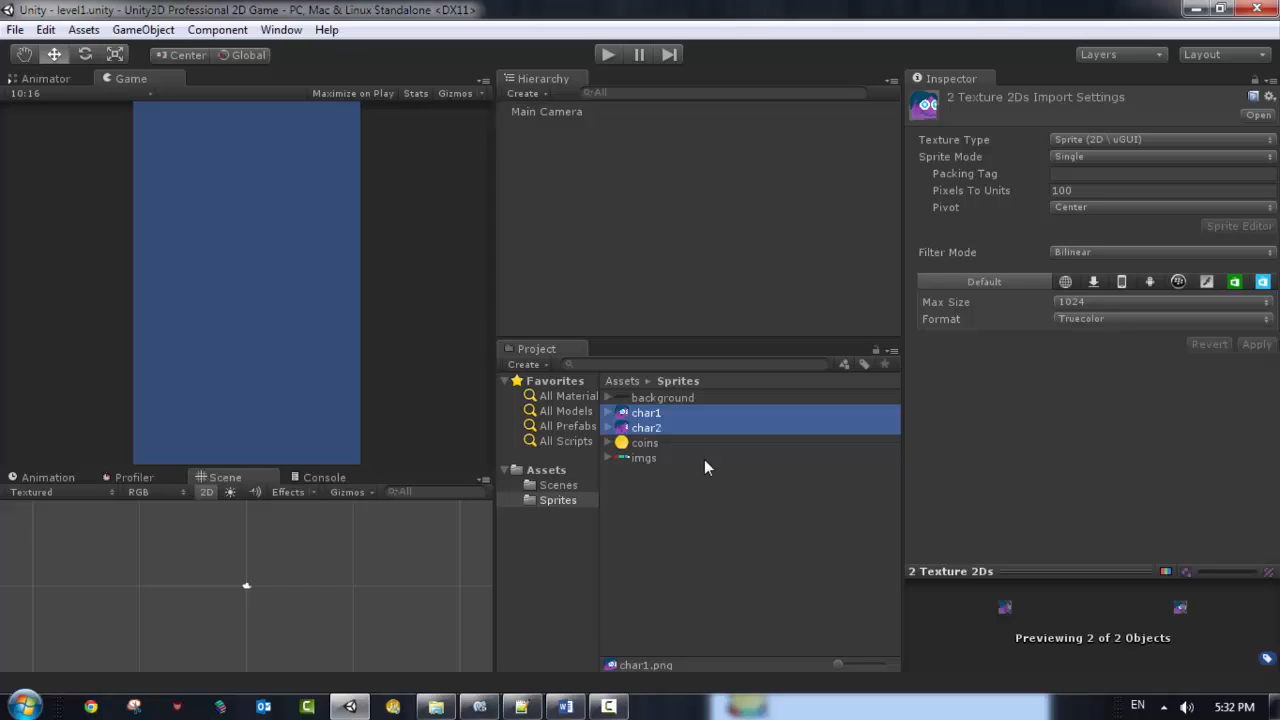 Unity - level1.unity - Unity3D Professional 2D Game - PC, Mac & Linux Standalone <DX11>
File Edit Assets GameObject Component Window Help
Center Global Layers Layout
Animator Game
10:16 Maximize on Play Stats Gizmos
Hierarchy
Create All
Main Camera
Inspector
2 Texture 2Ds Import Settings
Open
Texture Type Sprite (2D \ uGUI)
Sprite Mode Single
Packing Tag
Pixels To Units 100
Pivot Center
Sprite Editor
Filter Mode Bilinear
Default
Max Size 1024
Format Truecolor
Revert Apply
Project
Create
Favorites
All Material
All Models
All Prefabs
All Scripts
Assets
Scenes
Sprites
Assets Sprites
background
char1
char2
coins
imgs
char1.png
Animation Profiler Scene Console
Textured RGB 2D Effects Gizmos All
2 Texture 2Ds
Previewing 2 of 2 Objects
EN 5:32 PM